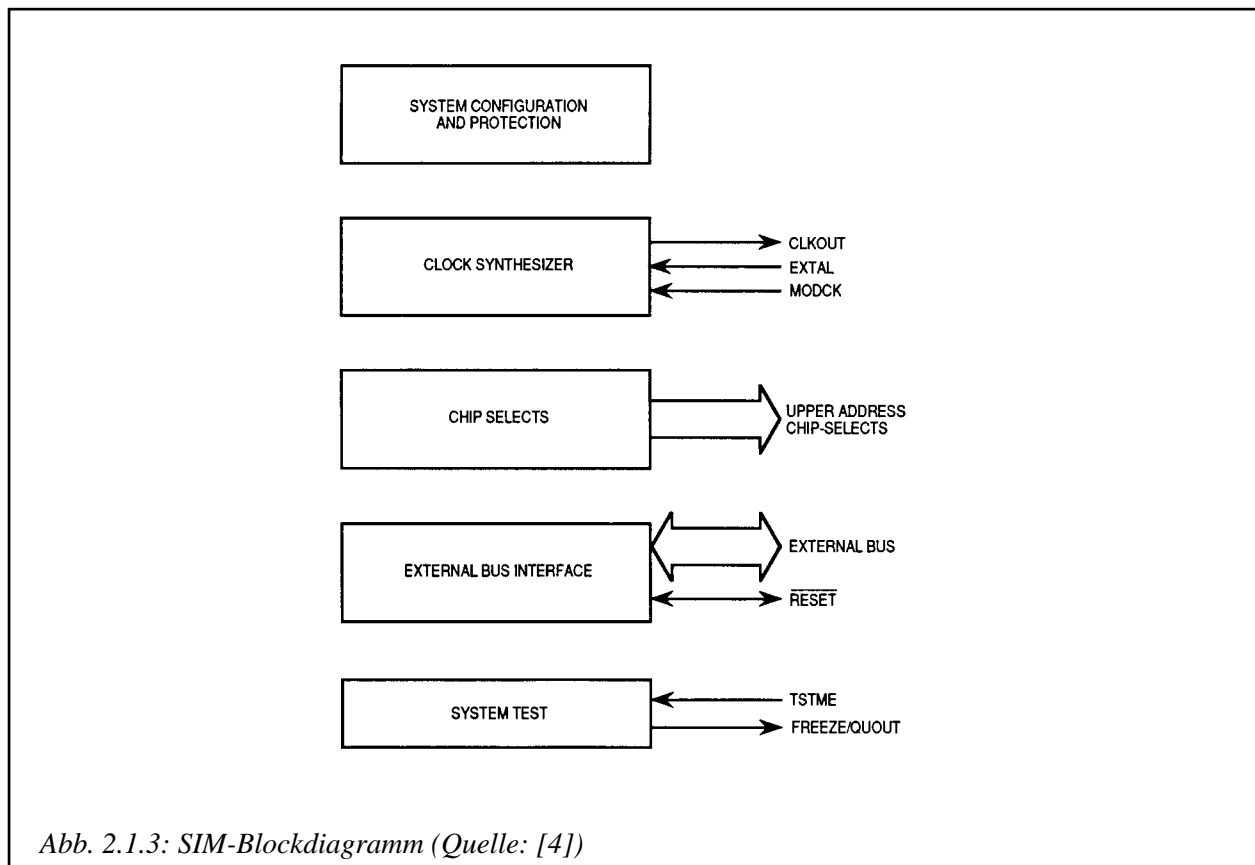 SYSTEM CONFIGURATION
AND PROTECTION
CLOCK SYNTHESIZER
CLKOUT
EXTAL
MODCK
CHIP SELECTS
UPPER ADDRESS
CHIP-SELECTS
EXTERNAL BUS INTERFACE
EXTERNAL BUS
RESET
SYSTEM TEST
TSTME
FREEZE/QUOUT
Abb. 2.1.3: SIM-Blockdiagramm (Quelle: [4])